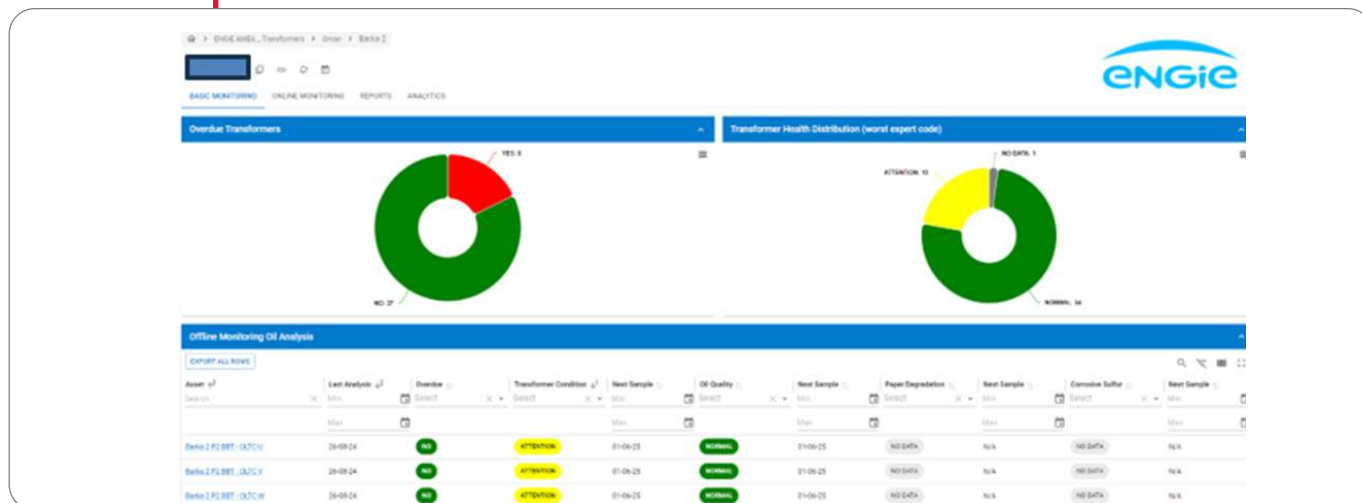 ENGIE AMEA_Transformers > Oman > Barka 2
BASIC MONITORING ONLINE MONITORING REPORTS ANALYTICS
ENGIE
Overdue Transformers
Transformer Health Distribution (worst expert code)
YES:
NO: 37
NO DATA: 1
ATTENTION: 10
NORMAL:
Offline Monitoring Oil Analysis
EXPORT ALL ROWS
Asset Last Analysis Overdue Transformer Condition Next Sample Oil Quality Next Sample Paper Degradation Next Sample Corrosive Sulfur Next Sample
Search Min Select Select Min Select Min Select Min Select Min
Max Max Max Max Max
Barka 2 P2 BBT - OLTC U 26-08-24 NO ATTENTION 01-06-25 NORMAL 01-06-25 NO DATA N/A NO DATA N/A
Barka 2 P2 BBT - OLTC V 26-08-24 NO ATTENTION 01-06-25 NORMAL 01-06-25 NO DATA N/A NO DATA N/A
Barka 2 P2 BBT - OLTC W 26-08-24 NO ATTENTION 01-06-25 NORMAL 01-06-25 NO DATA N/A NO DATA N/A